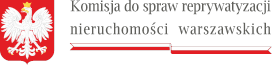 Komisja do spraw reprywatyzacji
nieruchomości warszawskich